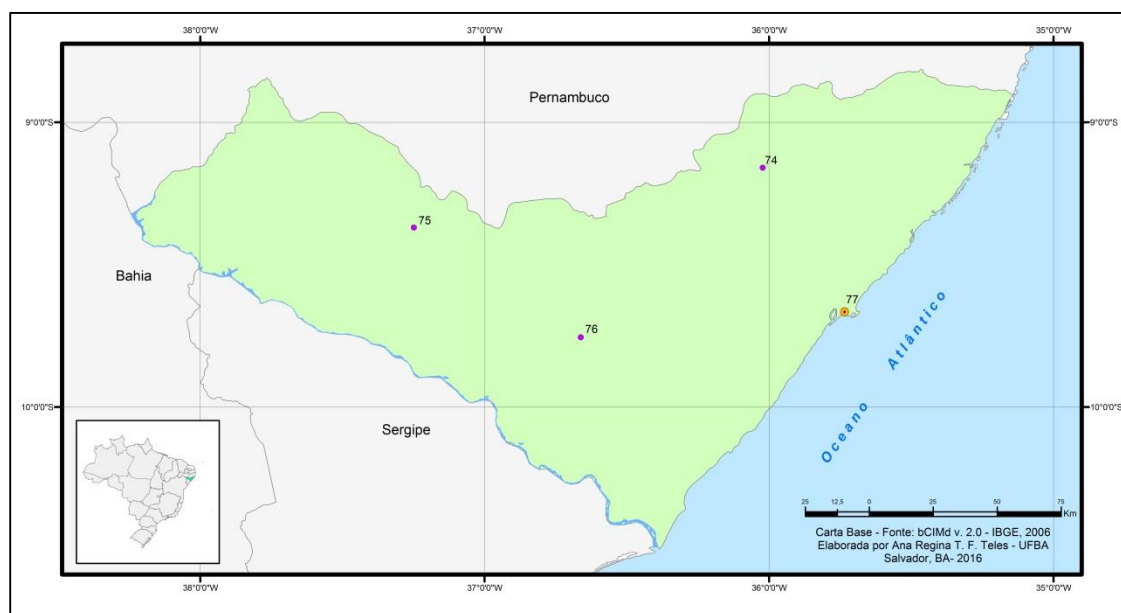 38°0'0"W
37°0'0"W
36°0'0"W
35°0'0"W
Pernambuco
9°0'0"S
9°0'0"S
74
75
Bahia
77
76
Oceano Atlântico
10°0'0"S
10°0'0"S
Sergipe
25
12,5
0
25
50
75
Km
Carta Base - Fonte: bCIMd v. 2.0 - IBGE, 2006
Elaborada por Ana Regina T. F. Teles - UFBA
Salvador, BA- 2016
38°0'0"W
37°0'0"W
36°0'0"W
35°0'0"W